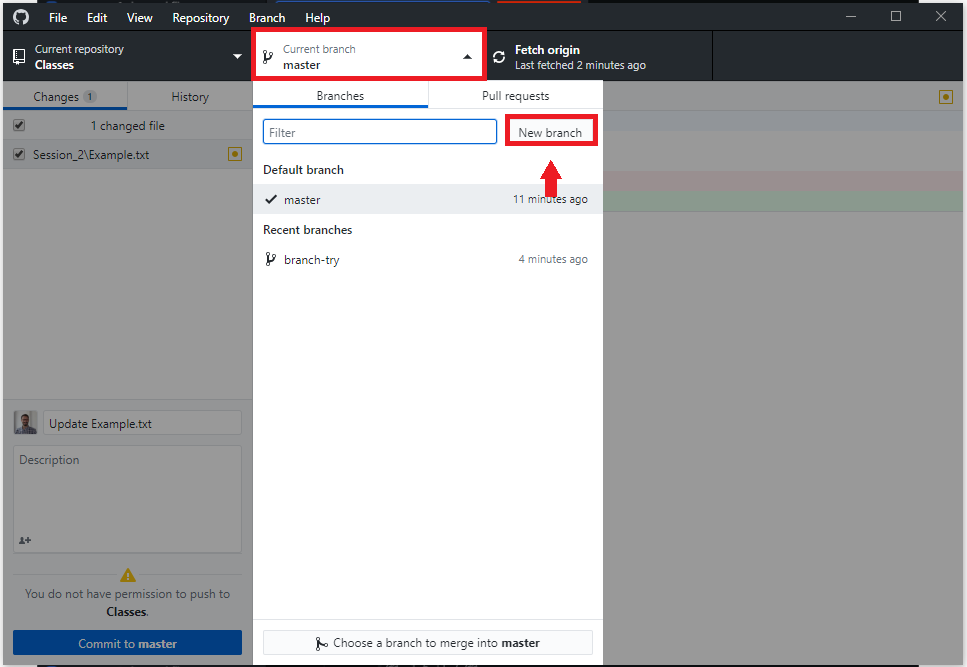 File Edit View Repository Branch Help
Current repository
Classes
Current branch
master
Fetch origin
Last fetched 2 minutes ago
Changes 1
History
Branches
Pull requests
1 changed file
Filter
New branch
Session_2\Example.txt
Default branch
master 11 minutes ago
Recent branches
branch-try 4 minutes ago
Update Example.txt
Description
You do not have permission to push to
Classes.
Commit to master
Choose a branch to merge into master